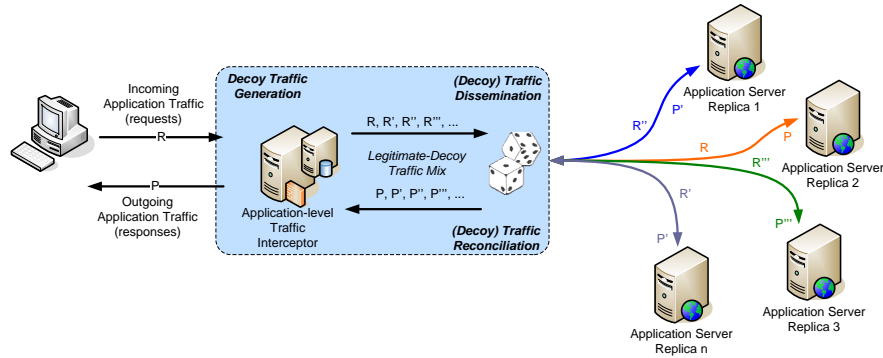 Incoming
Application Traffic
(requests)
R
P
Outgoing
Application Traffic
(responses)
Decoy Traffic
Generation
(Decoy) Traffic
Dissemination
R, R', R'', R''', ...
Legitimate-Decoy
Traffic Mix
P, P', P'', P''', ...
Application-level
Traffic
Interceptor
(Decoy) Traffic
Reconciliation
R''
P'
Application Server
Replica 1
R
P
Application Server
Replica 2
R'''
P'''
Application Server
Replica 3
R'
P'
Application Server
Replica n